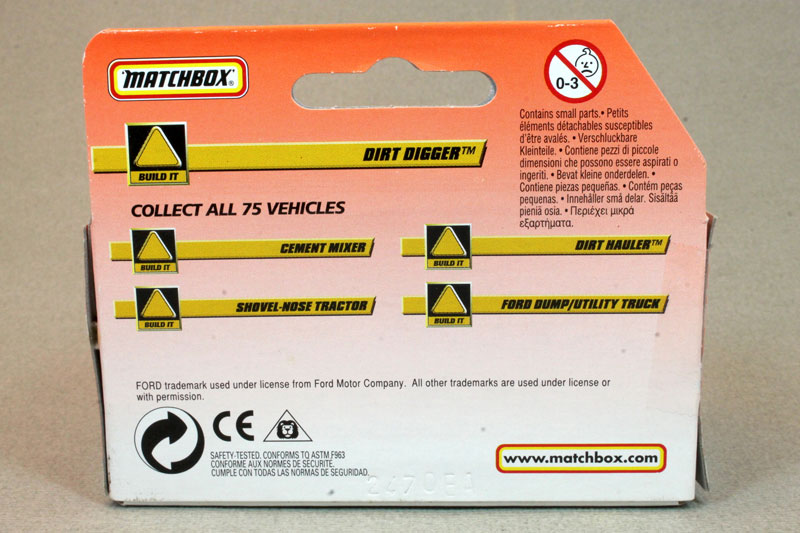 MATCHBOX®
0-3
Contains small parts.• Petits
éléments détachables susceptibles
d'être avalés. • Verschluckbare
Kleinteile. • Contiene pezzi di piccole
dimensioni che possono essere aspirati o
ingeriti. • Bevat kleine onderdelen. •
Contiene piezas pequeñas. • Contém peças
pequenas. • Innehåller små delar. Sisältää
pieniä osia. • Περιέχει μικρά
εξαρτήματα.
BUILD IT
DIRT DIGGER™
COLLECT ALL 75 VEHICLES
BUILD IT
CEMENT MIXER
BUILD IT
DIRT HAULER™
BUILD IT
SHOVEL-NOSE TRACTOR
BUILD IT
FORD DUMP/UTILITY TRUCK
FORD trademark used under license from Ford Motor Company. All other trademarks are used under license or
with permission.
CE
SAFETY-TESTED. CONFORMS TO ASTM F963
CONFORME AUX NORMES DE SECURITE.
CUMPLE CON TODAS LAS NORMAS DE SEGURIDAD.
www.matchbox.com
2470E1